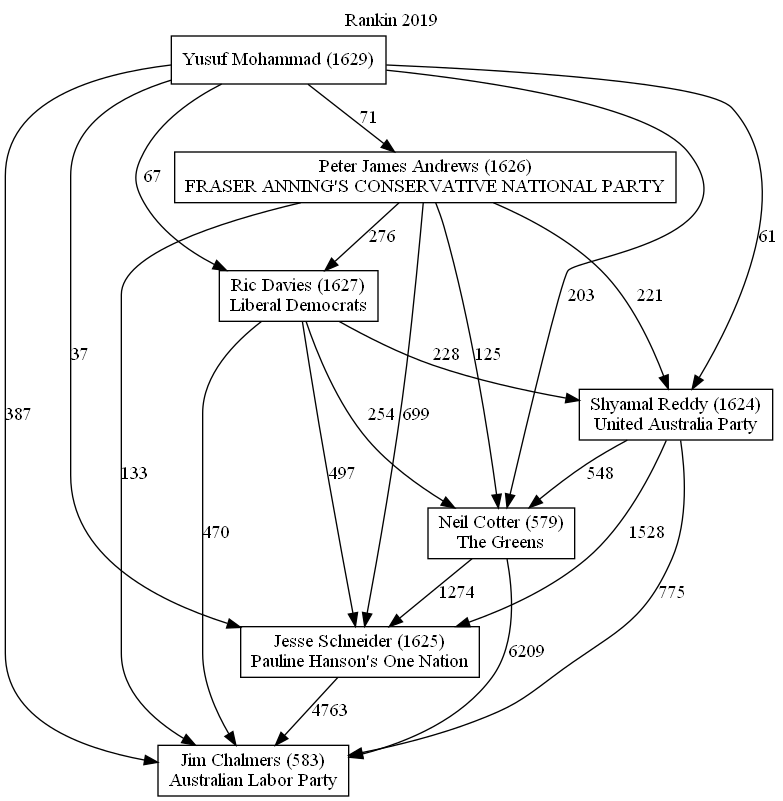 Rankin 2019
Yusuf Mohammad (1629)
71
Peter James Andrews (1626)
FRASER ANNING'S CONSERVATIVE NATIONAL PARTY
67
276
61
Ric Davies (1627)
Liberal Democrats
203
221
37
228
125
387
254
699
Shyamal Reddy (1624)
United Australia Party
133
497
548
470
Neil Cotter (579)
The Greens
1528
1274
775
Jesse Schneider (1625)
Pauline Hanson's One Nation
6209
4763
Jim Chalmers (583)
Australian Labor Party